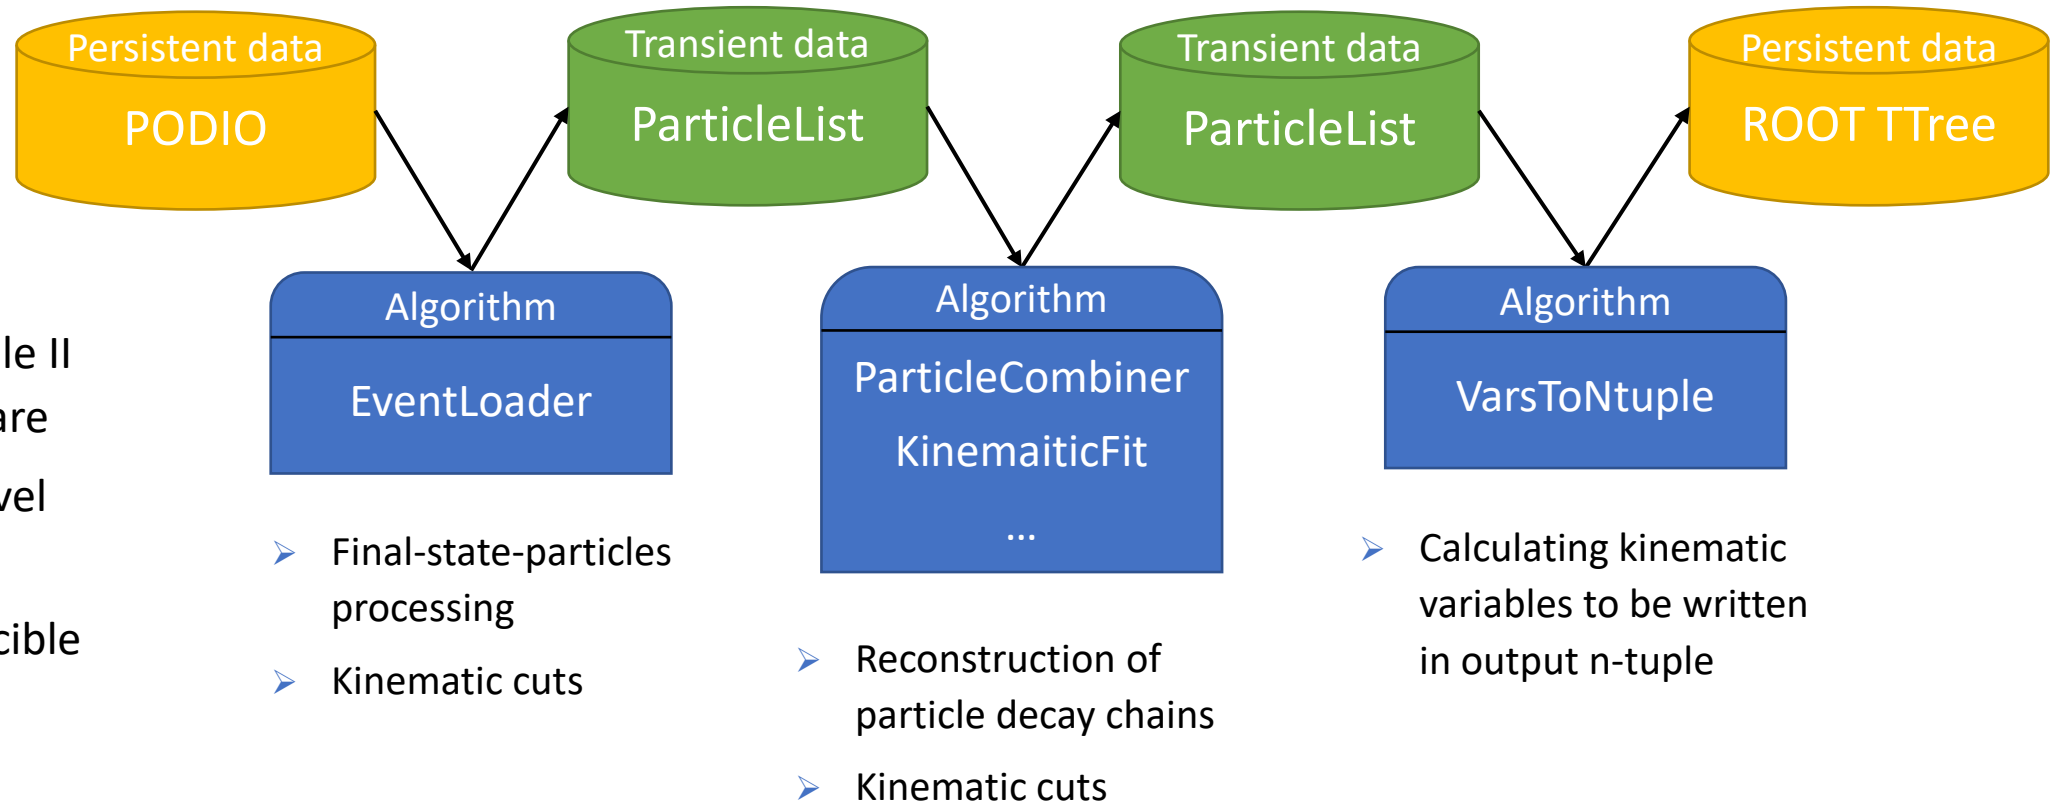 Persistent data
PODIO
Transient data
ParticleList
Transient data
ParticleList
Persistent data
ROOT TTree
le II
are
vel
cible
Algorithm
EventLoader
Final-state-particles
processing
Kinematic cuts
Algorithm
ParticleCombiner
KinemaiticFit
...
Reconstruction of
particle decay chains
Kinematic cuts
Algorithm
VarsToNtuple
Calculating kinematic
variables to be written
in output n-tuple